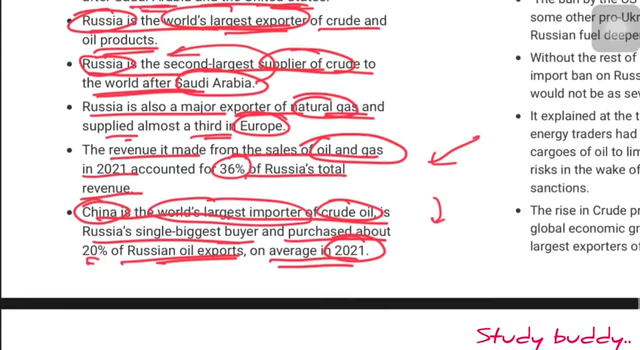 after Saudi Arabia and the United States.
Russia is the world's largest exporter of crude and
oil products.
Russia is the second-largest supplier of crude to
the world after Saudi Arabia.
Russia is also a major exporter of natural gas and
supplied almost a third in Europe.
The revenue it made from the sales of oil and gas
in 2021 accounted for 36% of Russia's total
revenue.
China is the world's largest importer of crude oil, is
Russia's single-biggest buyer and purchased about
20% of Russian oil exports, on average in 2021.
The ban by the
some other pro-Ukr
Russian fuel deepe
Without the rest of
import ban on Russ
would not be as se
It explained at the t
energy traders had
cargoes of oil to lim
risks in the wake of
sanctions.
The rise in Crude pr
global economic gr
largest exporters of
Study buddy..